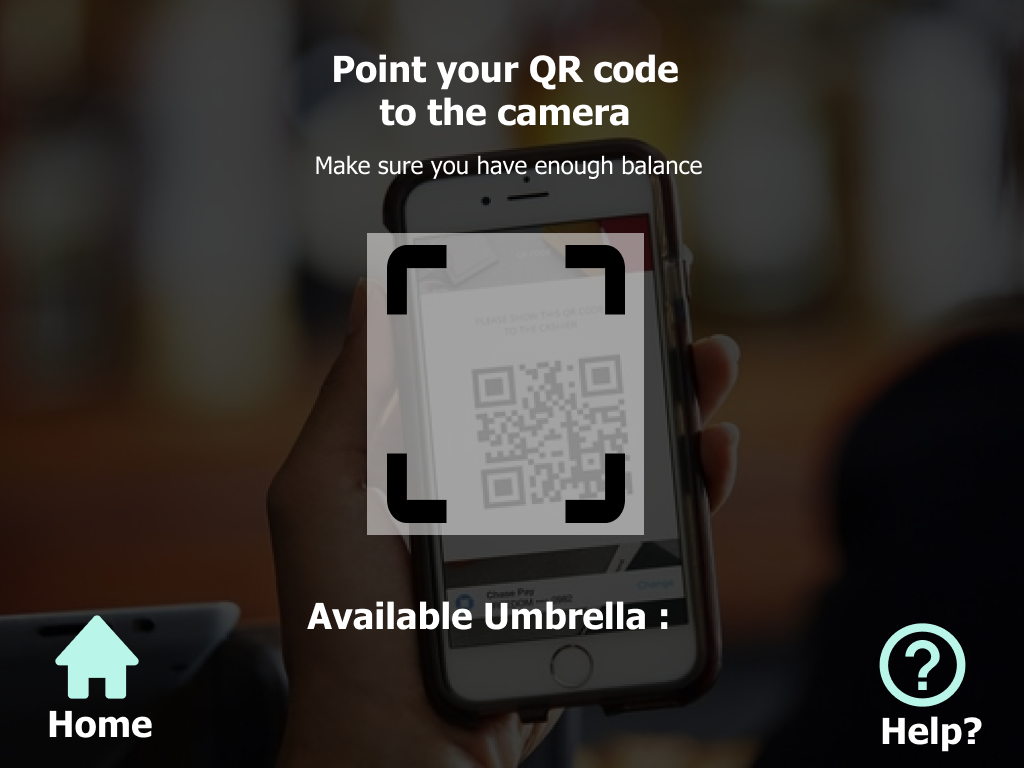 Point your QR code
to the camera
Make sure you have enough balance
PLEASE SHOW THIS QR CODE
TO THE CASHIER
Chase Pay
Change
Available Umbrella :
Home
Help?